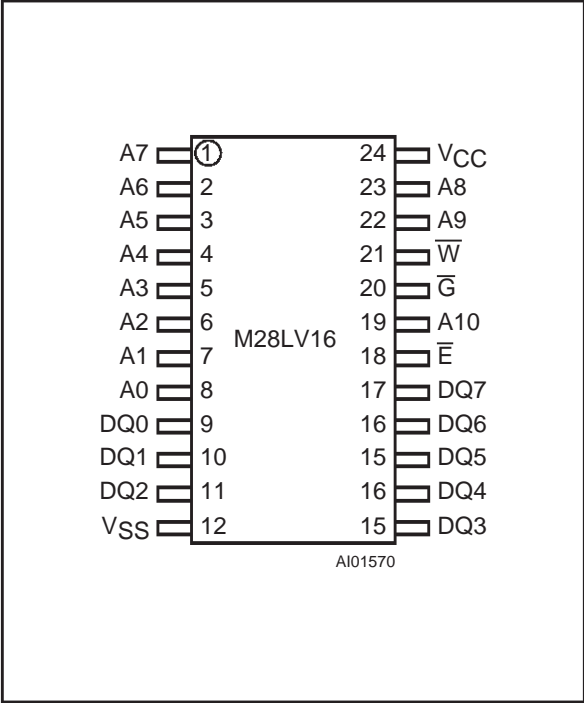 A7 1 24 VCC
A6 2 23 A8
A5 3 22 A9
A4 4 21 W̅
A3 5 20 G̅
A2 6 19 A10
M28LV16
A1 7 18 E̅
A0 8 17 DQ7
DQ0 9 16 DQ6
DQ1 10 15 DQ5
DQ2 11 16 DQ4
VSS 12 15 DQ3
AI01570